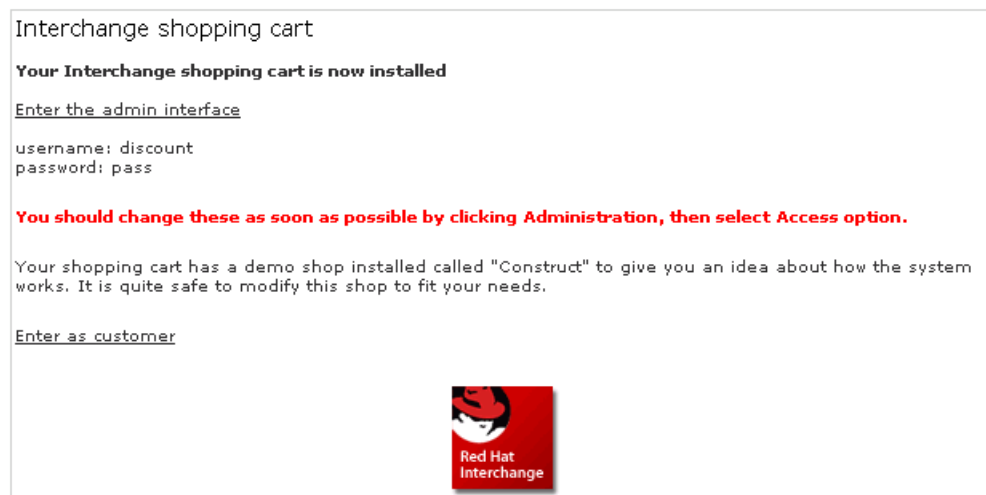 Interchange shopping cart
Your Interchange shopping cart is now installed
Enter the admin interface
username: discount
password: pass
You should change these as soon as possible by clicking Administration, then select Access option.
Your shopping cart has a demo shop installed called "Construct" to give you an idea about how the system
works. It is quite safe to modify this shop to fit your needs.
Enter as customer
Red Hat
Interchange